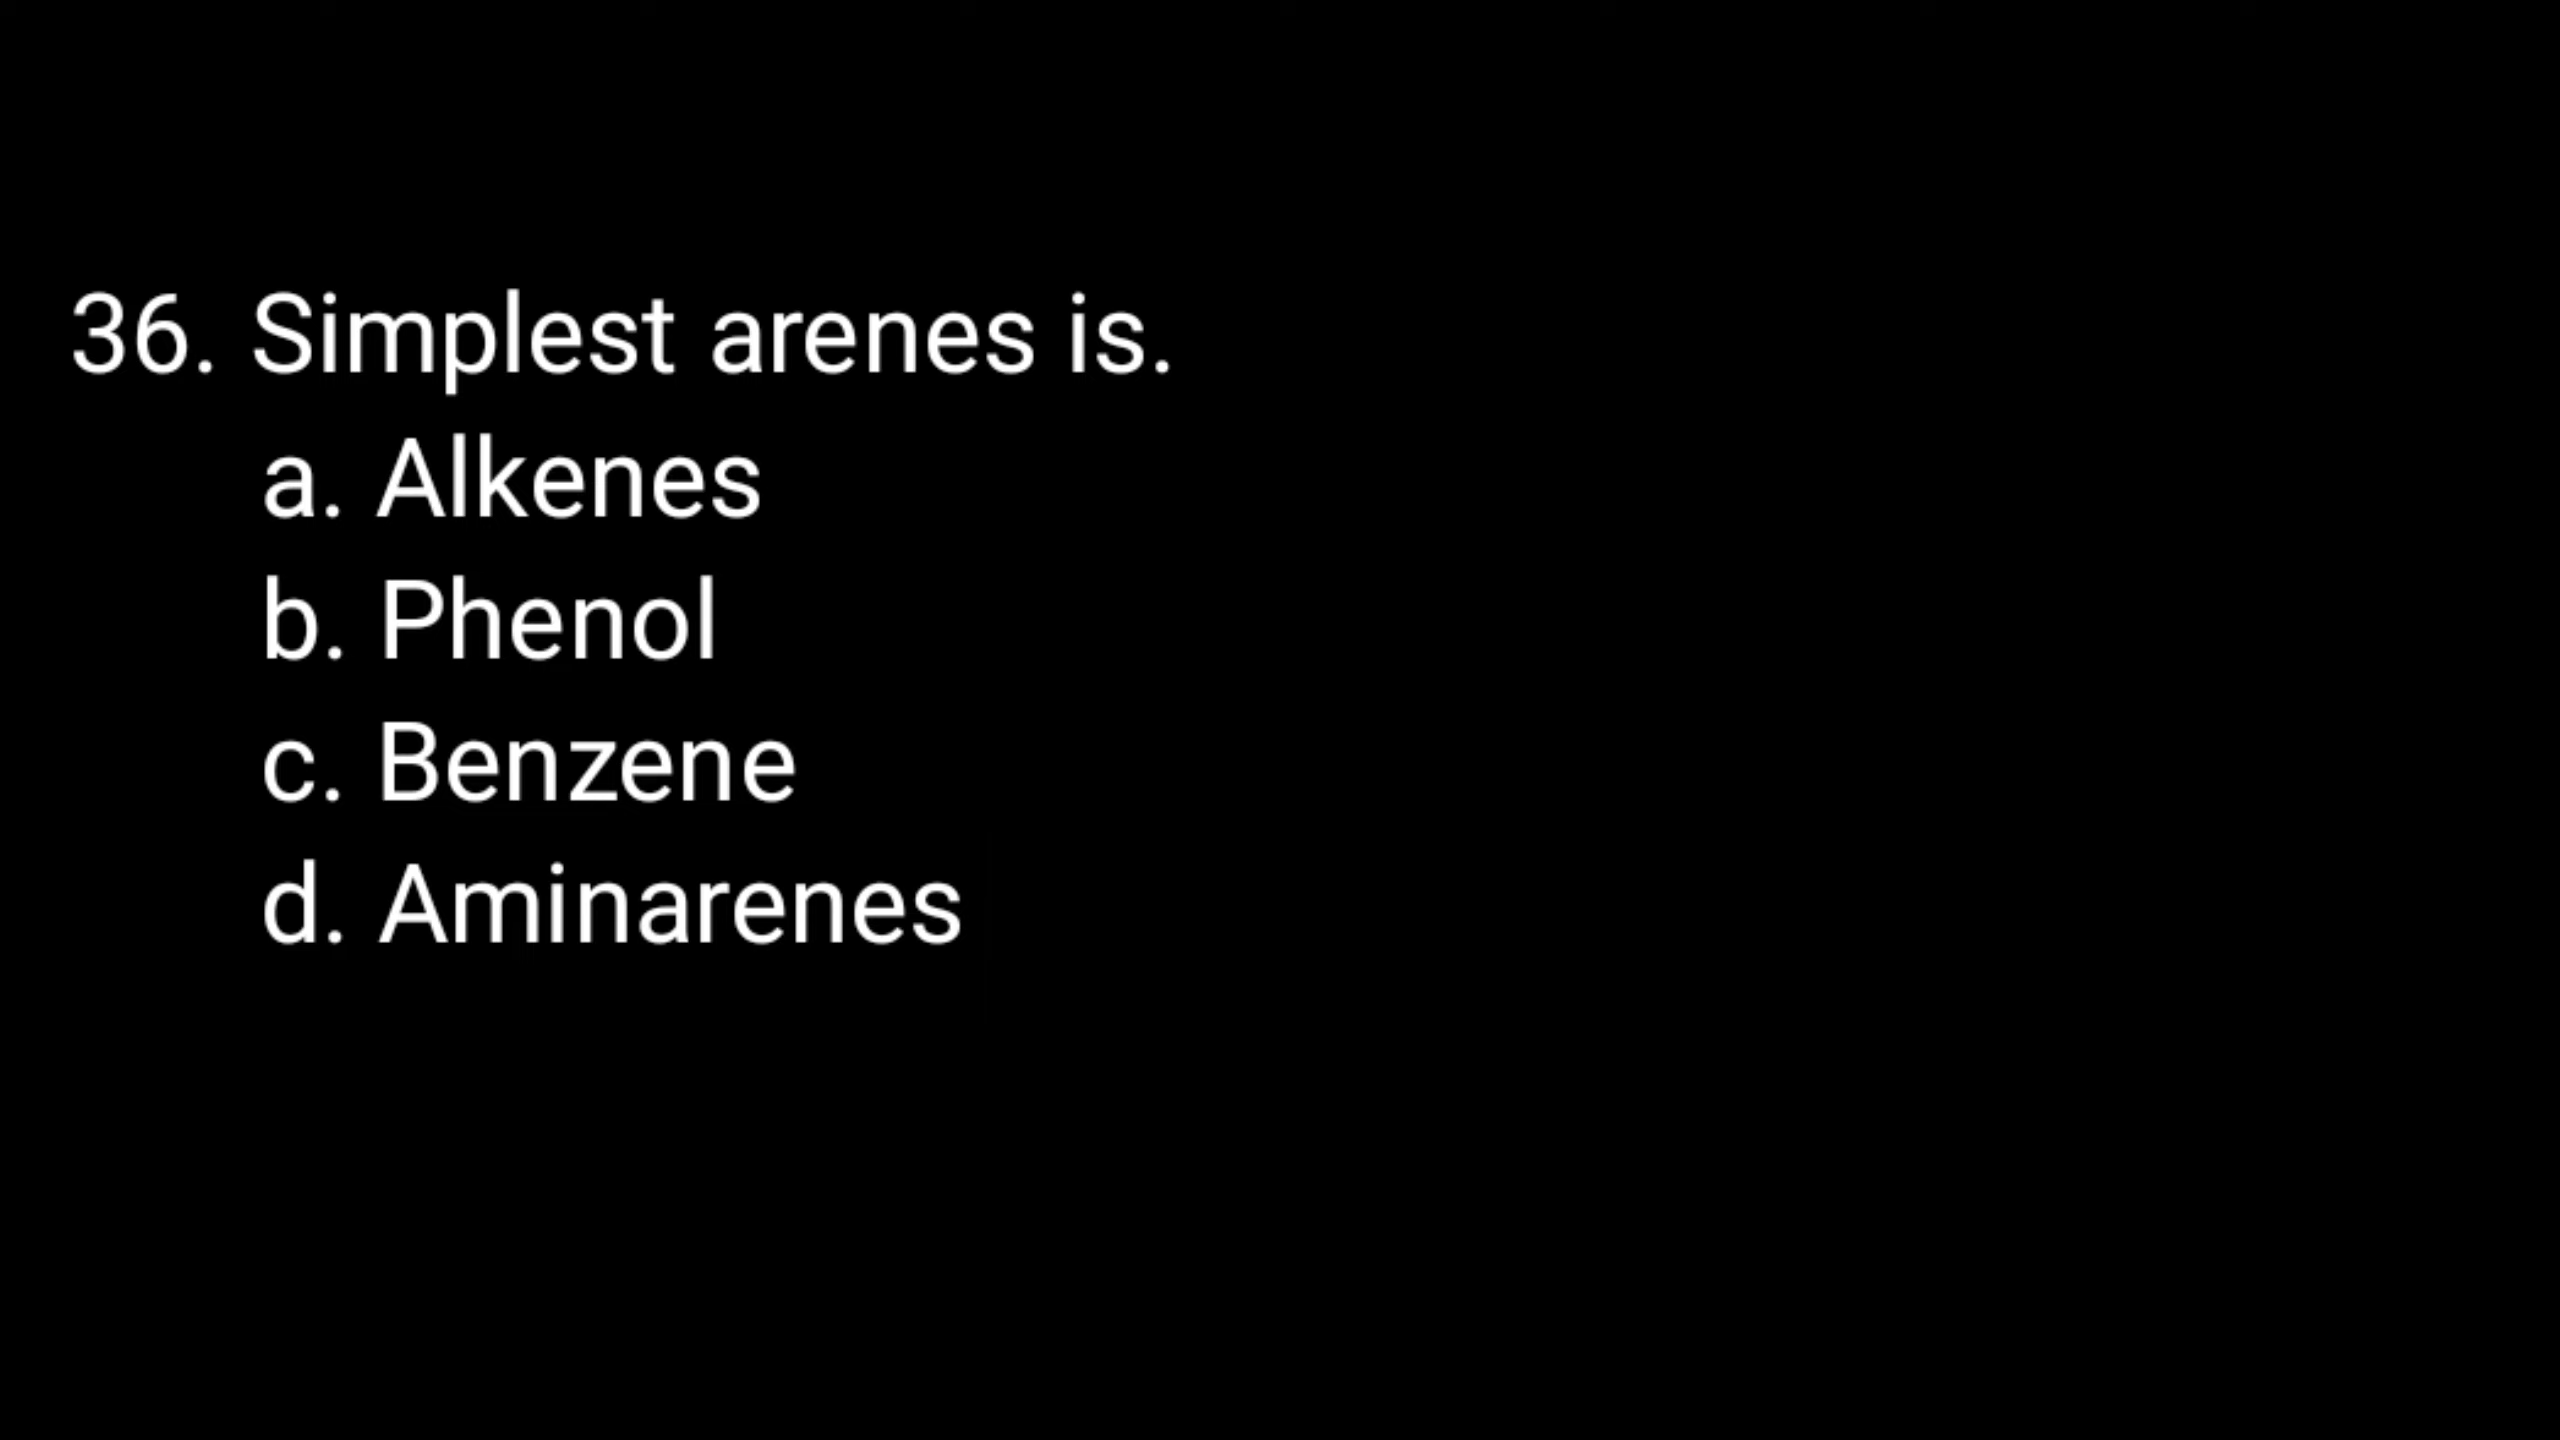 36. Simplest arenes is.
a. Alkenes
b. Phenol
c. Benzene
d. Aminarenes